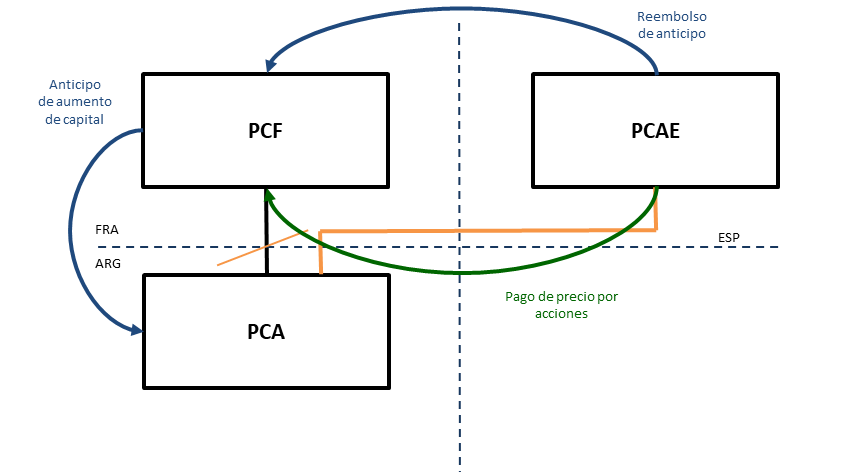 Reembolso
de anticipo
Anticipo
de aumento
de capital
PCF
PCAE
FRA
ESP
ARG
Pago de precio por
acciones
PCA